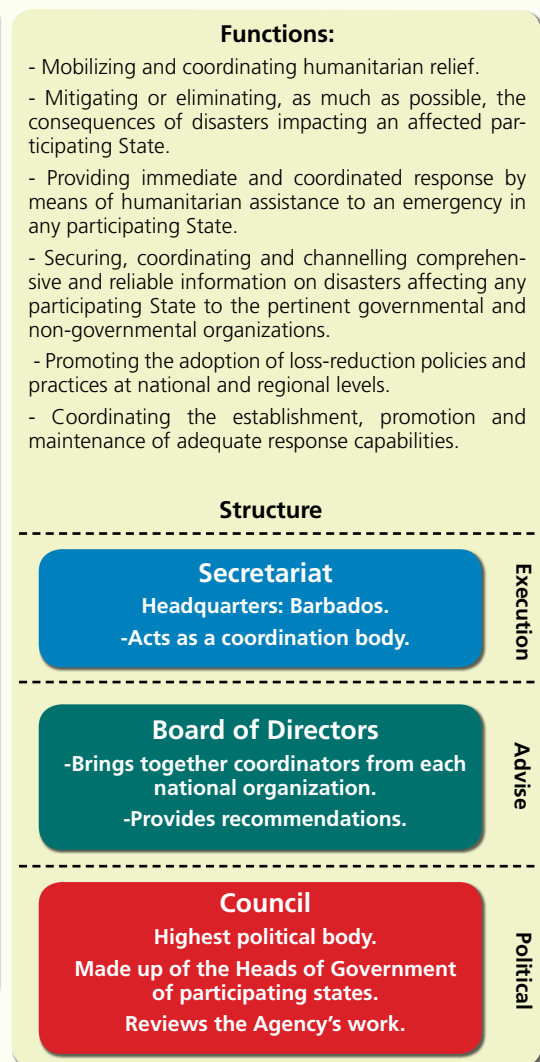 Functions:
- Mobilizing and coordinating humanitarian relief.
- Mitigating or eliminating, as much as possible, the
consequences of disasters impacting an affected par-
ticipating State.
- Providing immediate and coordinated response by
means of humanitarian assistance to an emergency in
any participating State.
- Securing, coordinating and channelling comprehen-
sive and reliable information on disasters affecting any
participating State to the pertinent governmental and
non-governmental organizations.
- Promoting the adoption of loss-reduction policies and
practices at national and regional levels.
- Coordinating the establishment, promotion and
maintenance of adequate response capabilities.
Structure
Secretariat
Headquarters: Barbados.
-Acts as a coordination body.
Execution
Board of Directors
-Brings together coordinators from each
national organization.
-Provides recommendations.
Advise
Council
Highest political body.
Made up of the Heads of Government
of participating states.
Reviews the Agency's work.
Political